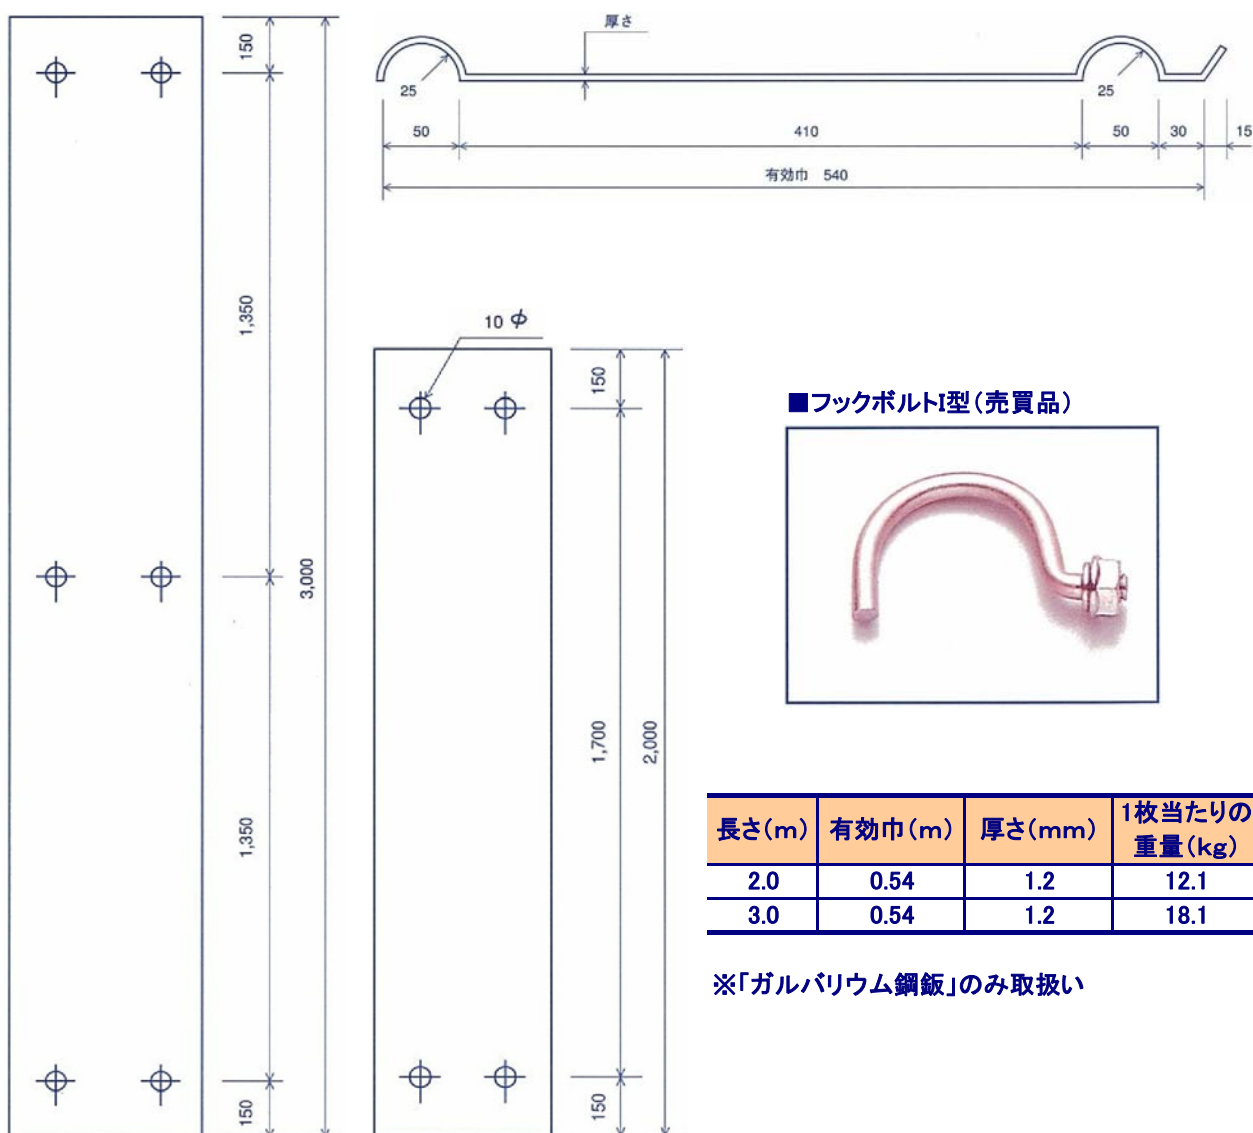 150
1,350
3,000
1,350
150
厚さ
25
25
50
410
50
30
15
有効巾 540
10 φ
150
1,700
2,000
150
■フックボルトI型(売買品)
長さ(m) 有効巾(m) 厚さ(mm) 1枚当たりの
重量(kg)
2.0 0.54 1.2 12.1
3.0 0.54 1.2 18.1
※「ガルバリウム鋼鈑」のみ取扱い